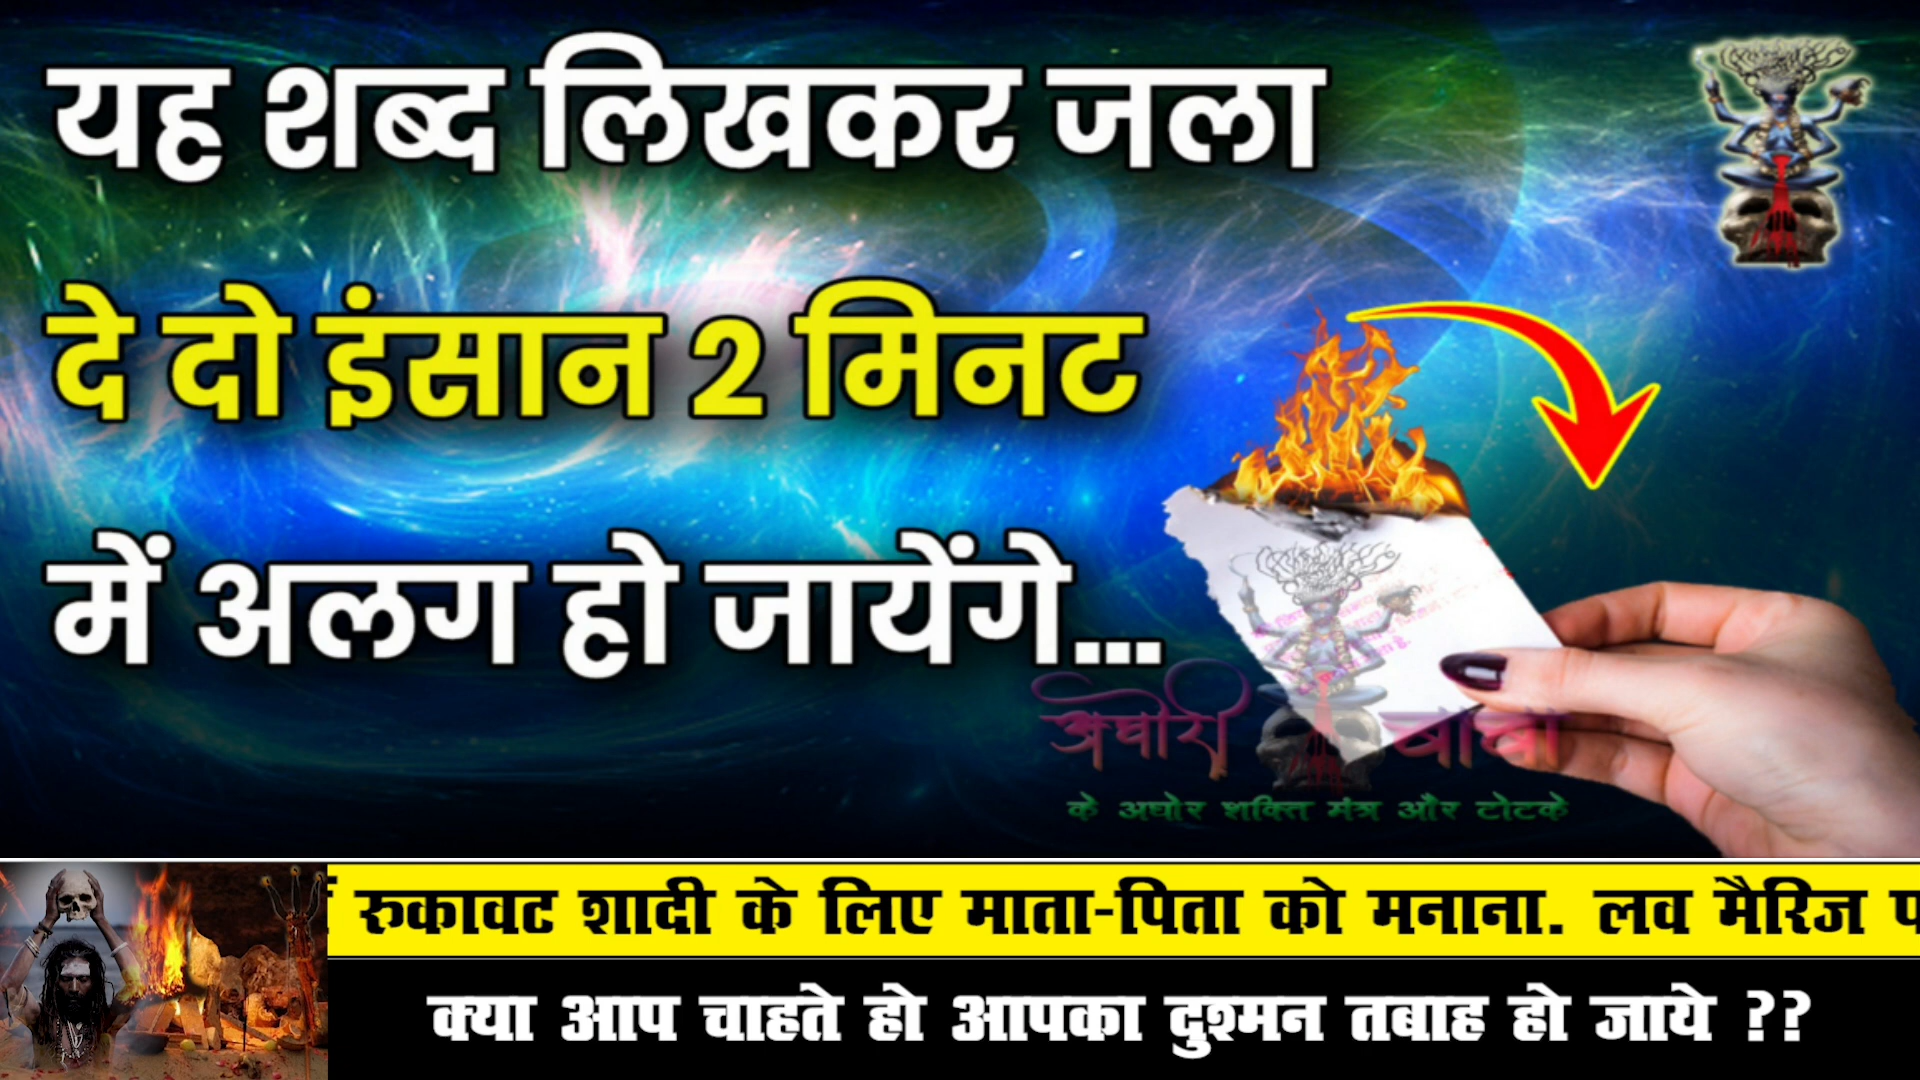 यह शब्द लिखकर जला
दे दो इंसान 2 मिनट
में अलग हो जायेंगे...
अघोरी बाबा
के अघोर शक्ति मंत्र और टोटके
रुकावट शादी के लिए माता-पिता को मनाना. लव मैरिज
क्या आप चाहते हो आपका दुश्मन तबाह हो जाये ??